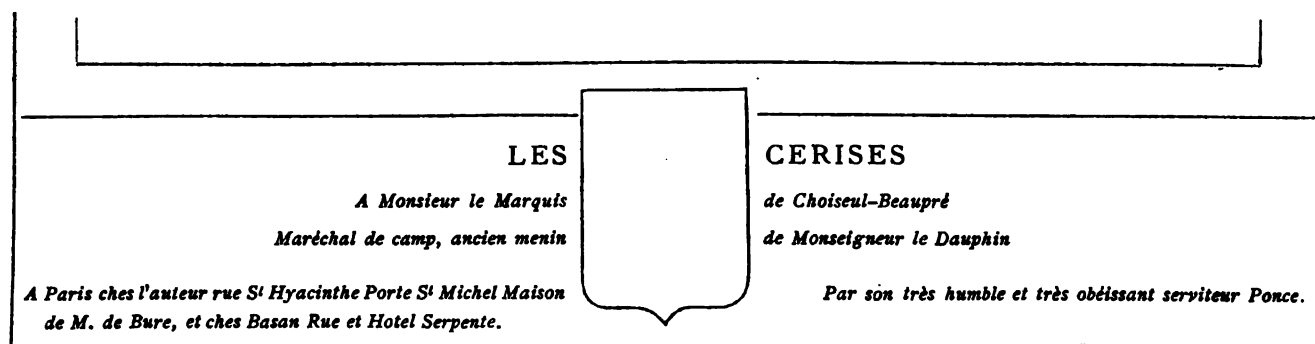 LES CERISES
A Monsieur le Marquis de Choiseul-Beaupré
Maréchal de camp, ancien menin de Monseigneur le Dauphin
A Paris ches l'auteur rue St Hyacinthe Porte St Michel Maison
de M. de Bure, et ches Basan Rue et Hotel Serpente.
Par son très humble et très obéissant serviteur Ponce.